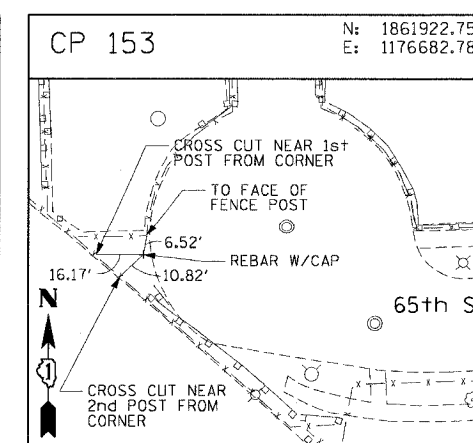 CP 153
N: 1861922.75
E: 1176682.78
CROSS CUT NEAR 1st
POST FROM CORNER
TO FACE OF
FENCE POST
6.52'
REBAR W/CAP
16.17'
10.82'
N
1
65th S
CROSS CUT NEAR
2nd POST FROM
CORNER